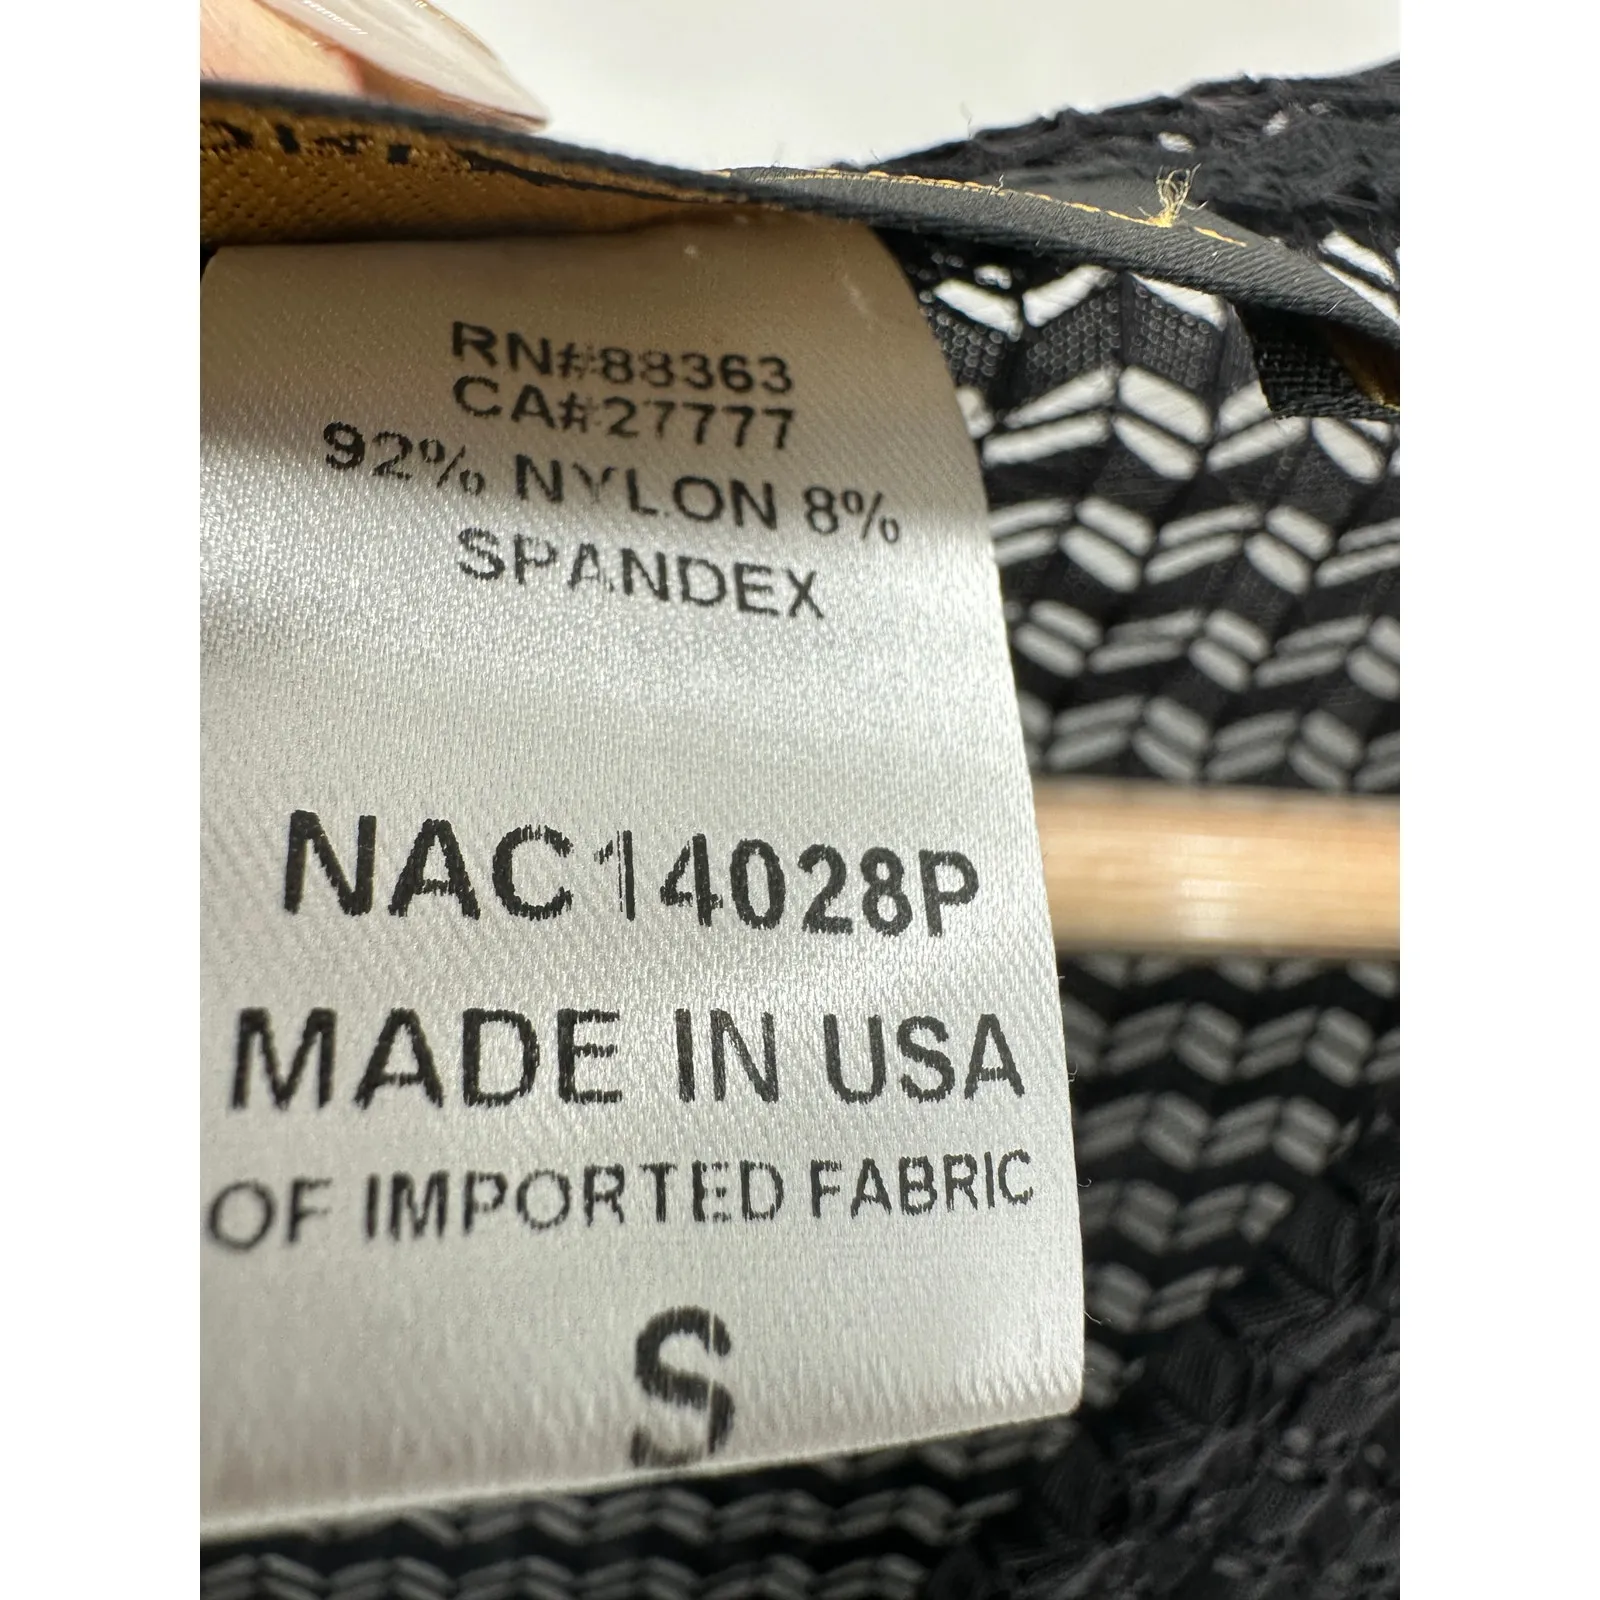 RN#88363
CA#27777
92% NYLON 8%
SPANDEX
NAC14028P
MADE IN USA
OF IMPORTED FABRIC
S